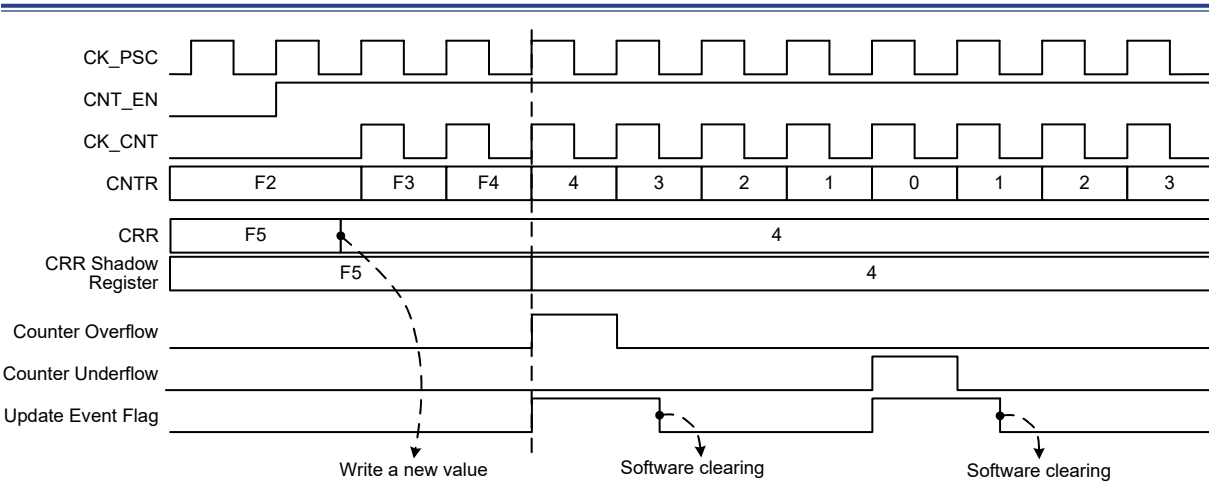 CK_PSC
CNT_EN
CK_CNT
CNTR F2 F3 F4 4 3 2 1 0 1 2 3
CRR F5 4
CRR Shadow
Register F5 4
Counter Overflow
Counter Underflow
Update Event Flag
Write a new value Software clearing Software clearing